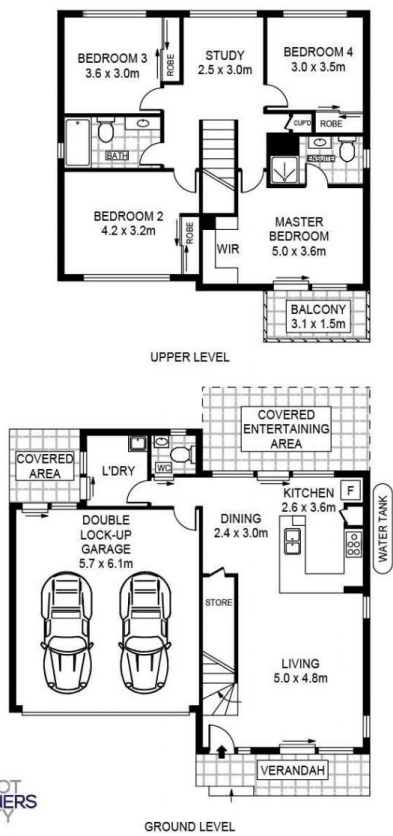 BEDROOM 3
3.6 x 3.0m
ROBE
STUDY
2.5 x 3.0m
BEDROOM 4
3.0 x 3.5m
CUP'D
ROBE
BATH
ENSUITE
BEDROOM 2
4.2 x 3.2m
ROBE
WIR
MASTER
BEDROOM
5.0 x 3.6m
BALCONY
3.1 x 1.5m
UPPER LEVEL
COVERED
ENTERTAINING
AREA
COVERED
AREA
L'DRY
WC
KITCHEN
2.6 x 3.6m
F
WATER TANK
DINING
2.4 x 3.0m
DOUBLE
LOCK-UP
GARAGE
5.7 x 6.1m
STORE
LIVING
5.0 x 4.8m
VERANDAH
OT
NERS
TY
GROUND LEVEL